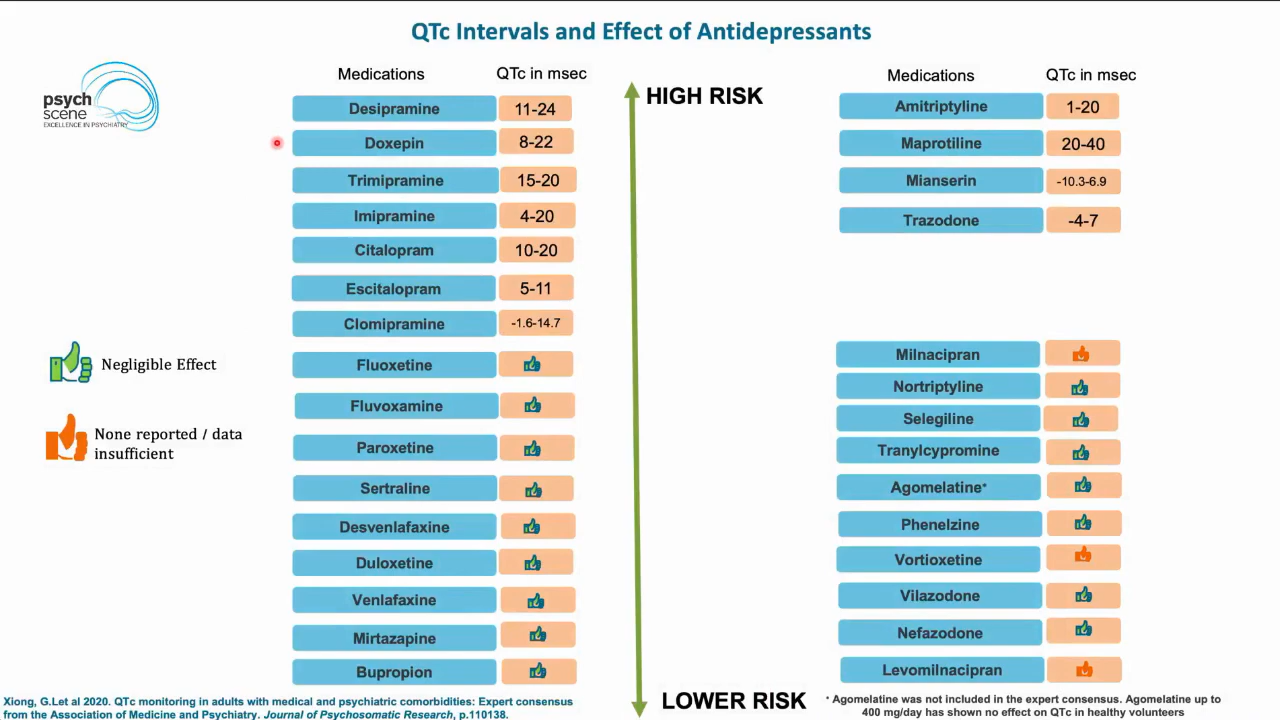 QTc Intervals and Effect of Antidepressants
psych
scene
EXCELLENCE IN PSYCHIATRY
Medications QTc in msec
Desipramine 11-24
Doxepin 8-22
Trimipramine 15-20
Imipramine 4-20
Citalopram 10-20
Escitalopram 5-11
Clomipramine -1.6-14.7
Fluoxetine
Fluvoxamine
Paroxetine
Sertraline
Desvenlafaxine
Duloxetine
Venlafaxine
Mirtazapine
Bupropion
Negligible Effect
None reported / data
insufficient
HIGH RISK
LOWER RISK
Medications QTc in msec
Amitriptyline 1-20
Maprotiline 20-40
Mianserin -10.3-6.9
Trazodone -4-7
Milnacipran
Nortriptyline
Selegiline
Tranylcypromine
Agomelatine*
Phenelzine
Vortioxetine
Vilazodone
Nefazodone
Levomilnacipran
Xiong, G.Let al 2020. QTc monitoring in adults with medical and psychiatric comorbidities: Expert consensus
from the Association of Medicine and Psychiatry. Journal of Psychosomatic Research, p.110138.
* Agomelatine was not included in the expert consensus. Agomelatine up to
400 mg/day has shown no effect on QTc in healthy volunteers